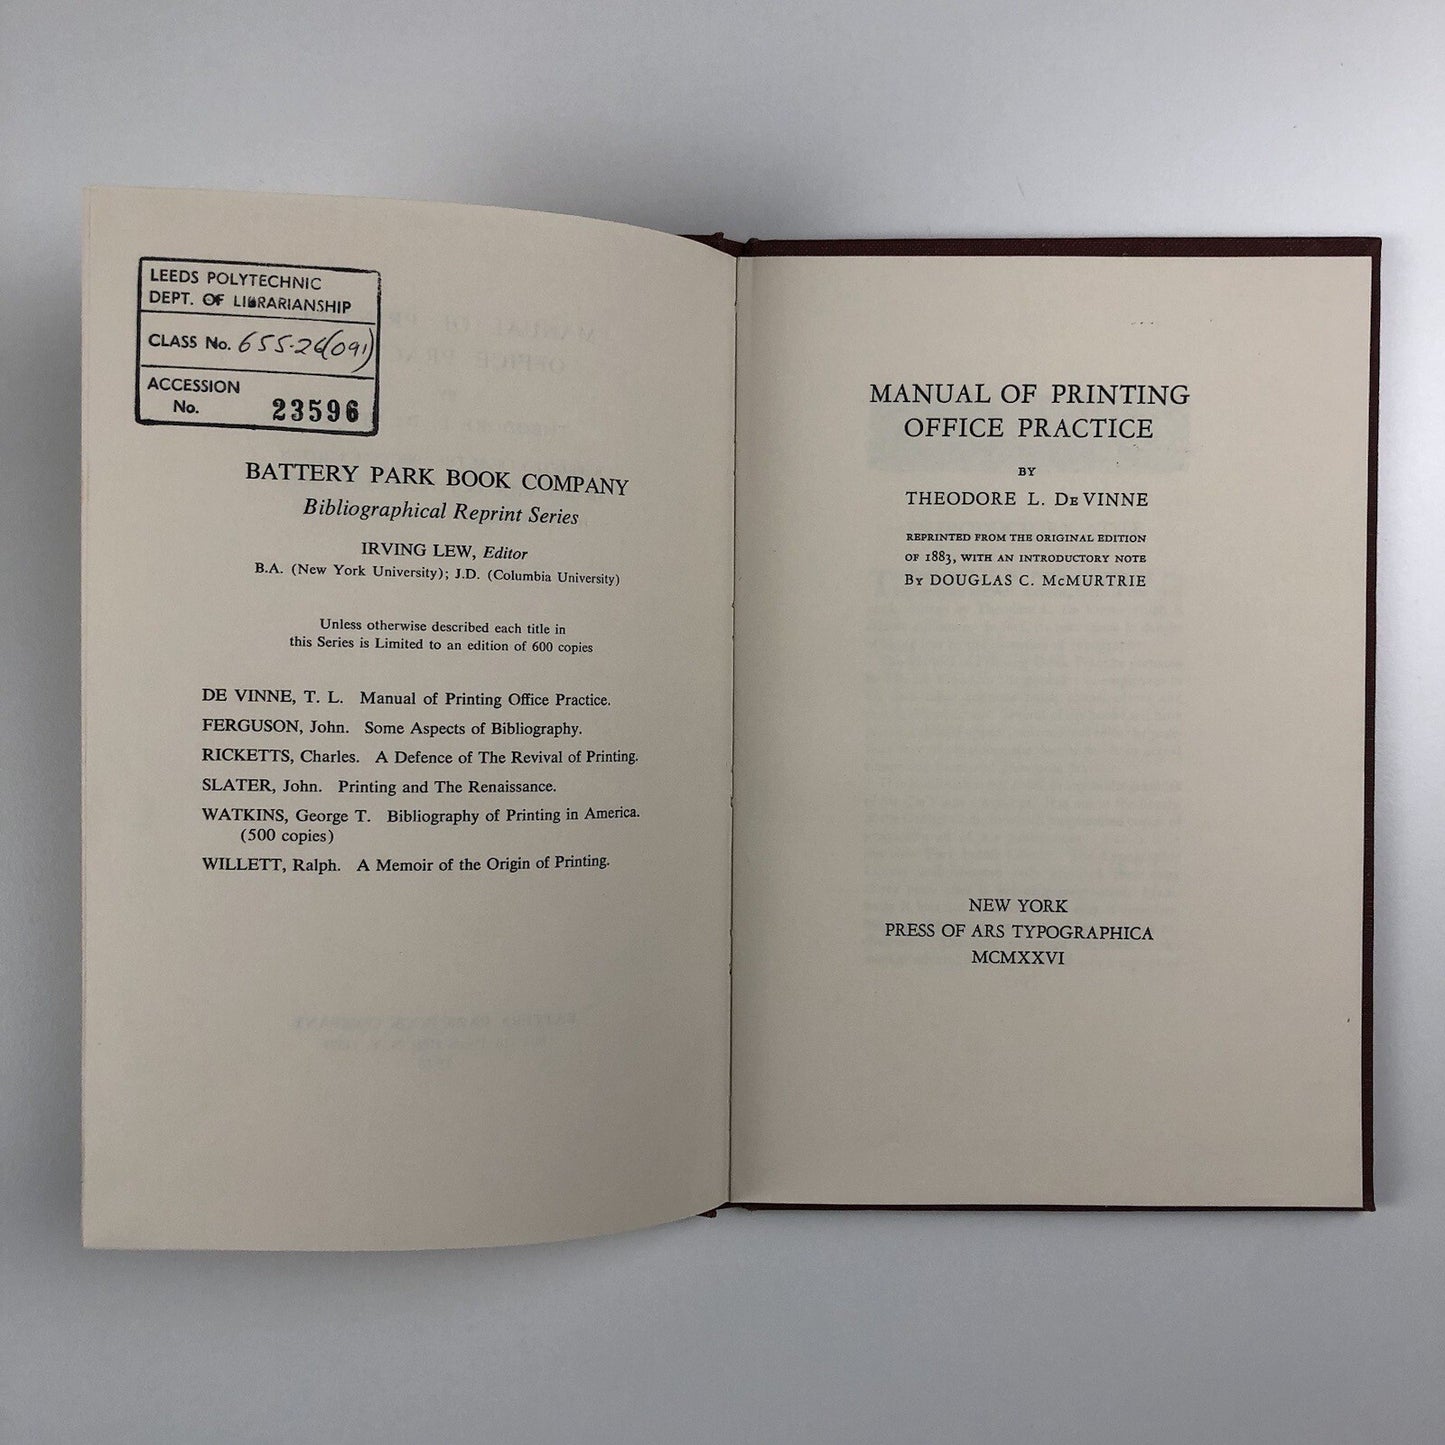 LEEDS POLYTECHNIC
DEPT. OF LIBRARIANSHIP
CLASS No. 655.26(091)
ACCESSION
No. 23596
BATTERY PARK BOOK COMPANY
Bibliographical Reprint Series
IRVING LEW, Editor
B.A. (New York University); J.D. (Columbia University)
Unless otherwise described each title in
this Series is Limited to an edition of 600 copies
DE VINNE, T. L. Manual of Printing Office Practice.
FERGUSON, John. Some Aspects of Bibliography.
RICKETTS, Charles. A Defence of The Revival of Printing.
SLATER, John. Printing and The Renaissance.
WATKINS, George T. Bibliography of Printing in America.
(500 copies)
WILLETT, Ralph. A Memoir of the Origin of Printing.
MANUAL OF PRINTING
OFFICE PRACTICE
BY
THEODORE L. DE VINNE
REPRINTED FROM THE ORIGINAL EDITION
OF 1883, WITH AN INTRODUCTORY NOTE
BY DOUGLAS C. McMURTRIE
NEW YORK
PRESS OF ARS TYPOGRAPHICA
MCMXXVI